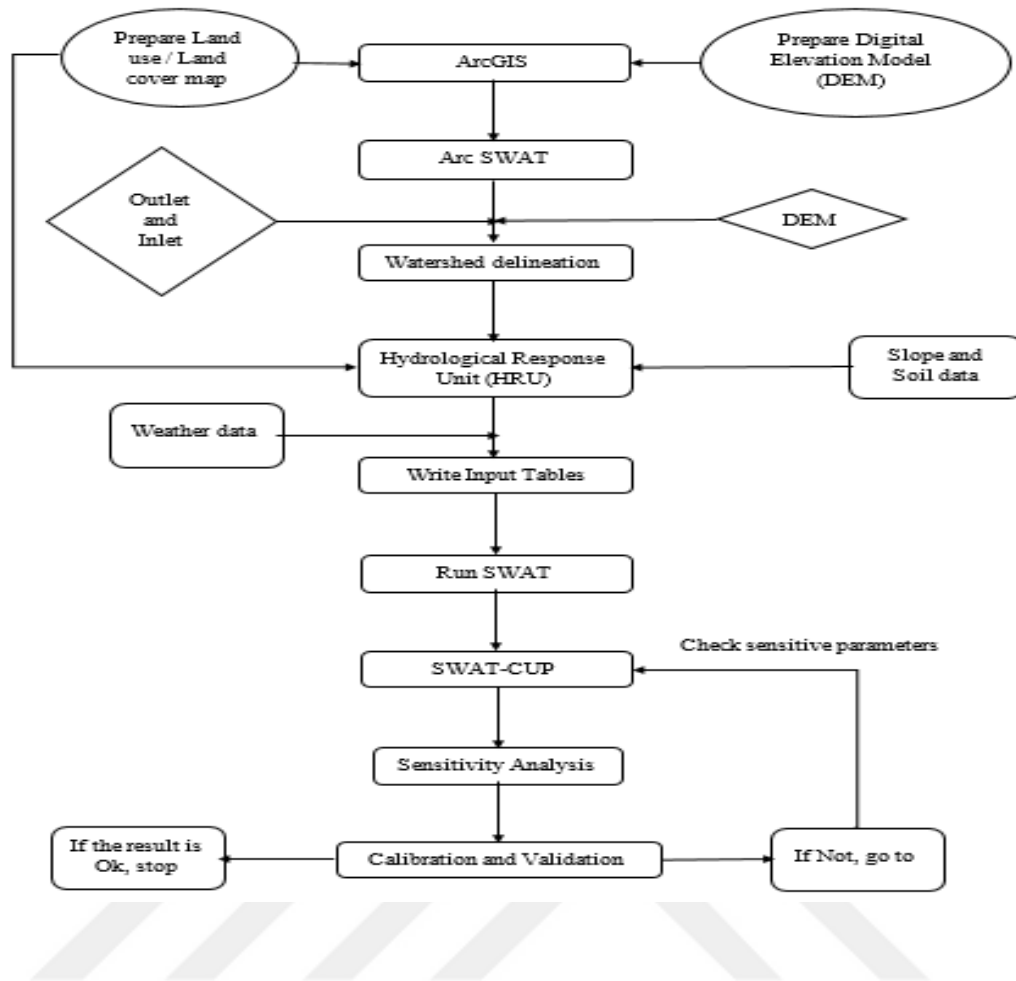 Prepare Land
use / Land
cover map
ArcGIS
Prepare Digital
Elevation Model
(DEM)
Arc SWAT
Outlet
and
Inlet
DEM
Watershed delineation
Hydrological Response
Unit (HRU)
Slope and
Soil data
Weather data
Write Input Tables
Run SWAT
Check sensitive parameters
SWAT-CUP
Sensitivity Analysis
If the result is
Ok, stop
Calibration and Validation
If Not, go to